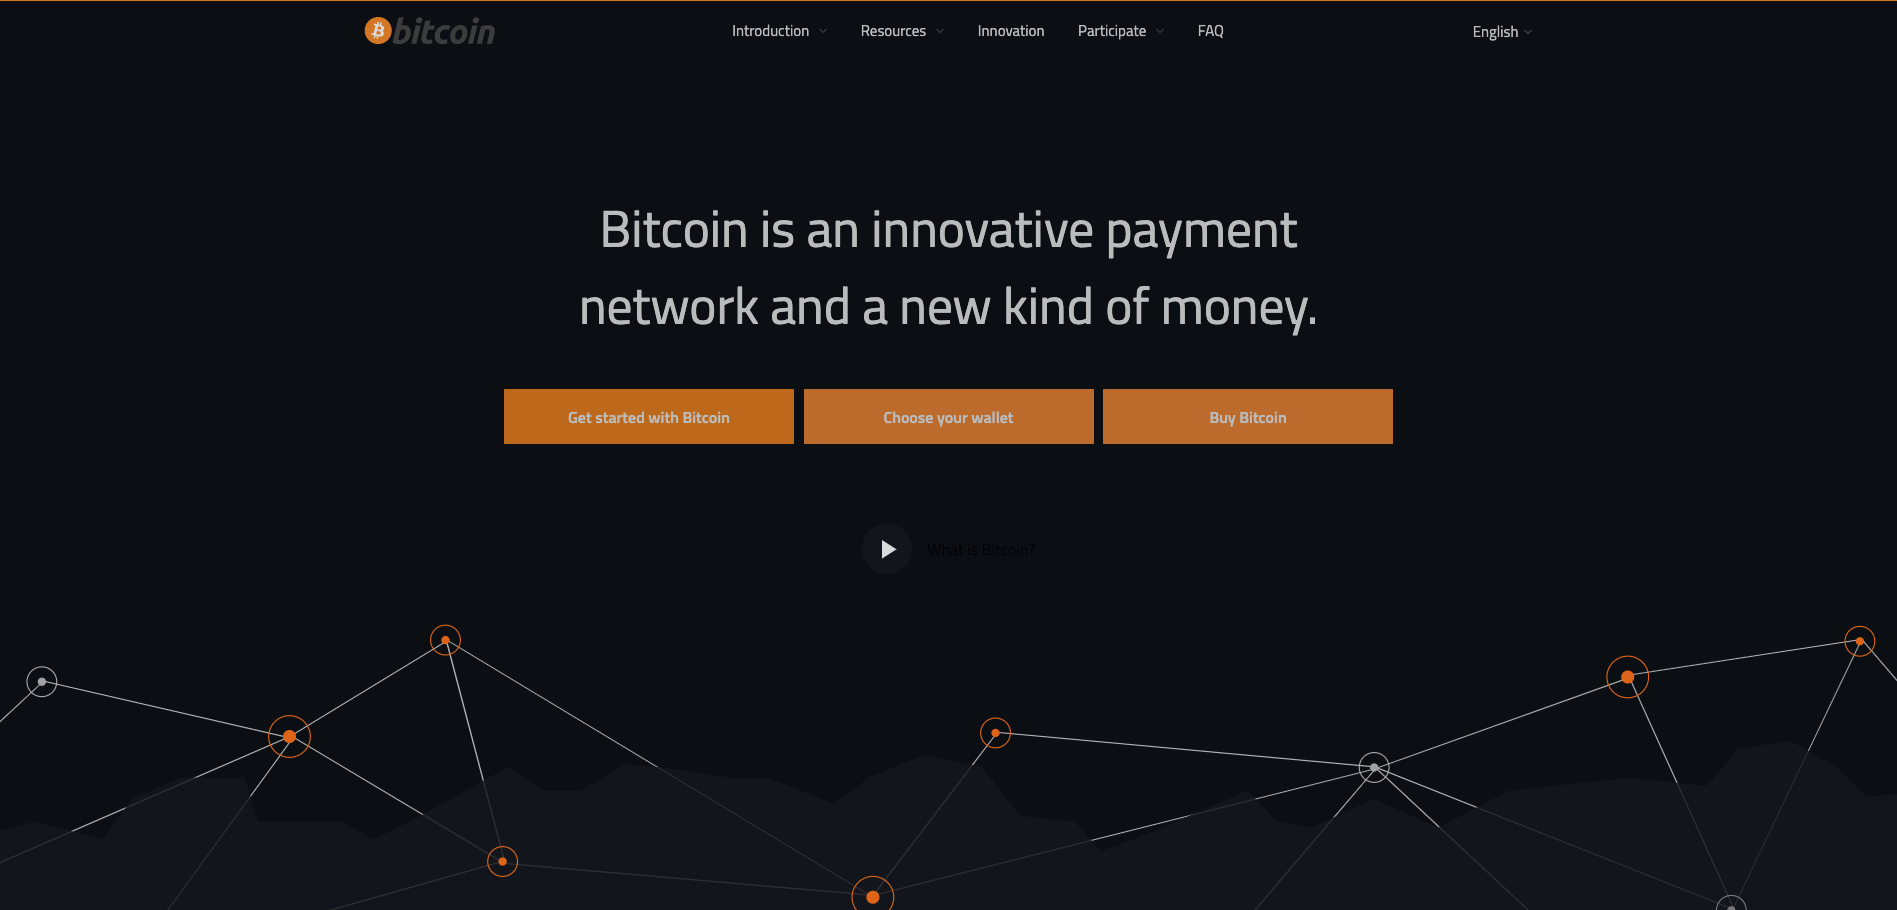 bitcoin
Introduction
Resources
Innovation
Participate
FAQ
English
Bitcoin is an innovative payment
network and a new kind of money.
Get started with Bitcoin
Choose your wallet
Buy Bitcoin
What is Bitcoin?